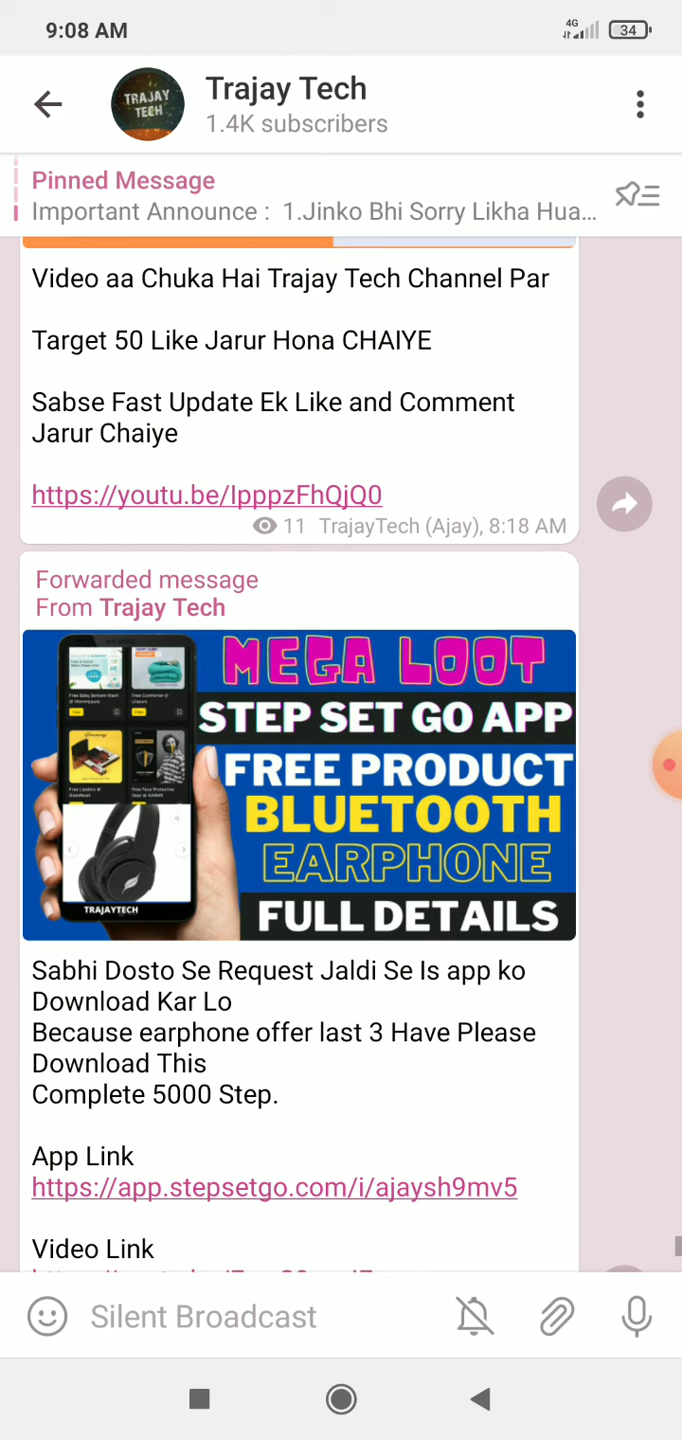 9:08 AM
4G
34
TRAJAY
TECH
Trajay Tech
1.4K subscribers
Pinned Message
Important Announce : 1.Jinko Bhi Sorry Likha Hua...
Video aa Chuka Hai Trajay Tech Channel Par
Target 50 Like Jarur Hona CHAIYE
Sabse Fast Update Ek Like and Comment
Jarur Chaiye
https://youtu.be/IpppzFhQjQ0
11 TrajayTech (Ajay), 8:18 AM
Forwarded message
From Trajay Tech
MEGA LOOT
STEP SET GO APP
FREE PRODUCT
BLUETOOTH
EARPHONE
FULL DETAILS
TRAJAYTECH
Sabhi Dosto Se Request Jaldi Se Is app ko
Download Kar Lo
Because earphone offer last 3 Have Please
Download This
Complete 5000 Step.
App Link
https://app.stepsetgo.com/i/ajaysh9mv5
Video Link
Silent Broadcast